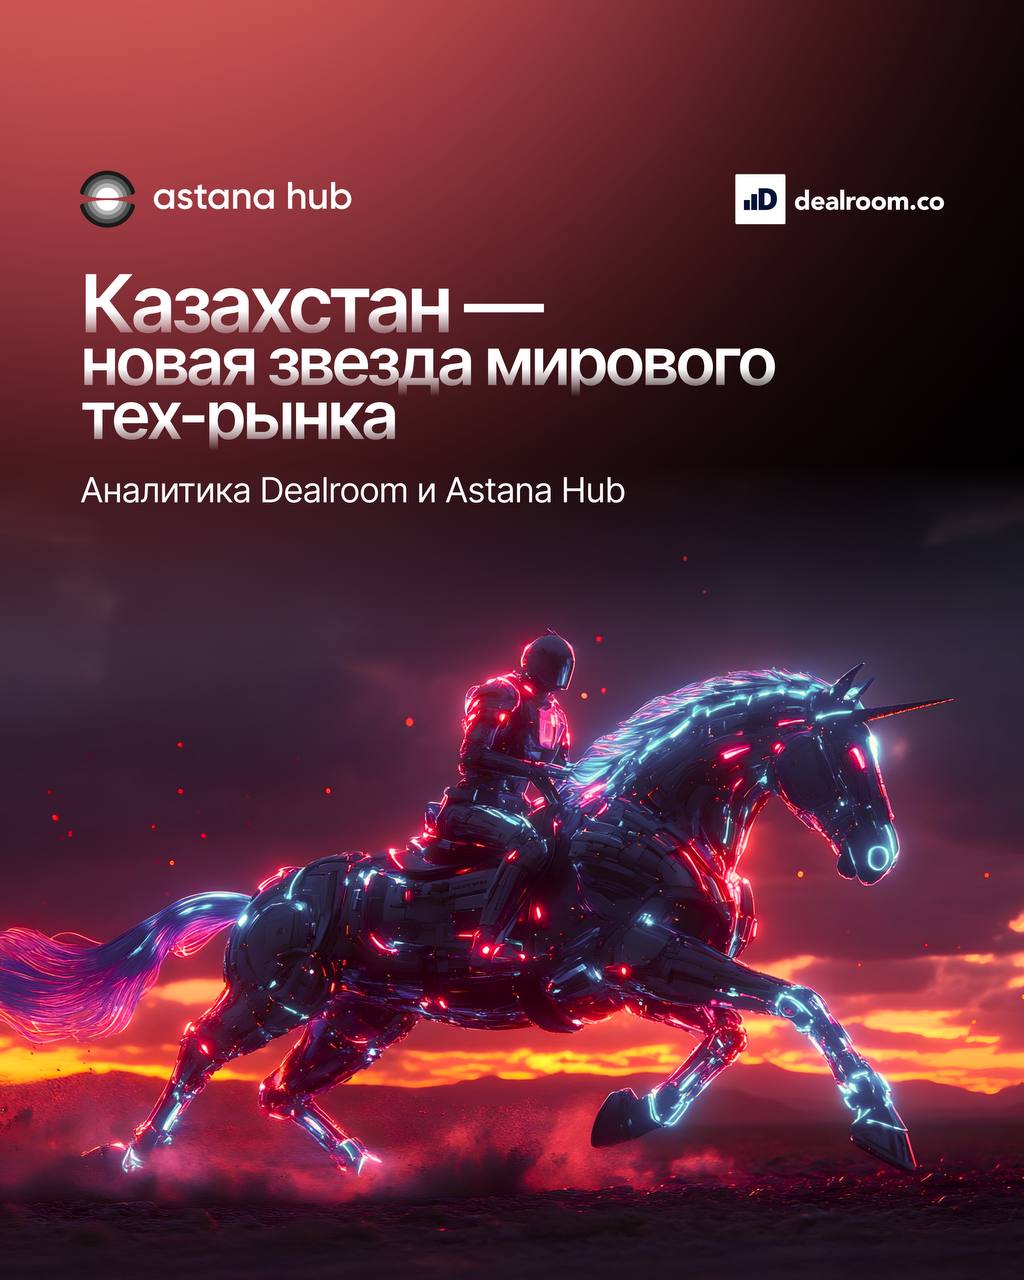 astana hub
dealroom.co
Казахстан —
новая звезда мирового
тех-рынка
Аналитика Dealroom и Astana Hub